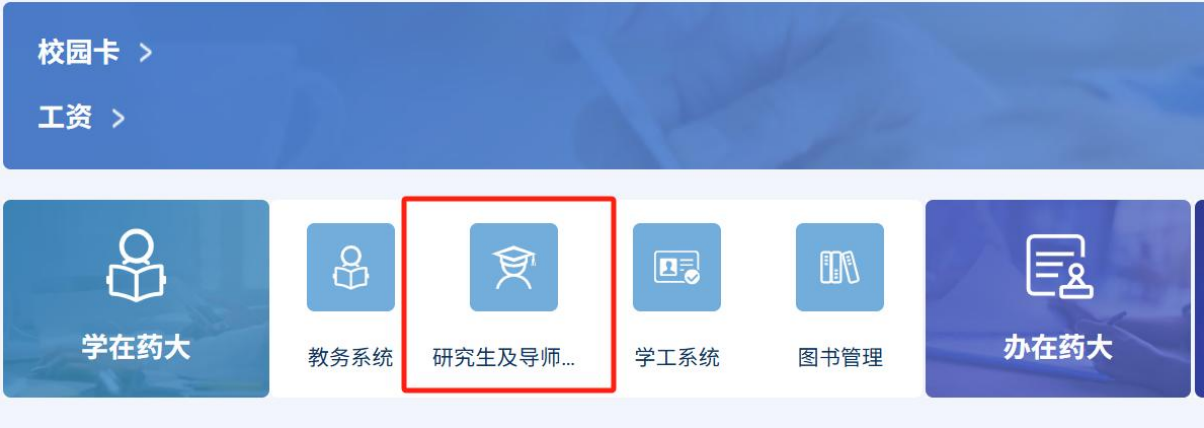 校园卡 >
工资 >
学在药大
教务系统
研究生及导师...
学工系统
图书管理
办在药大